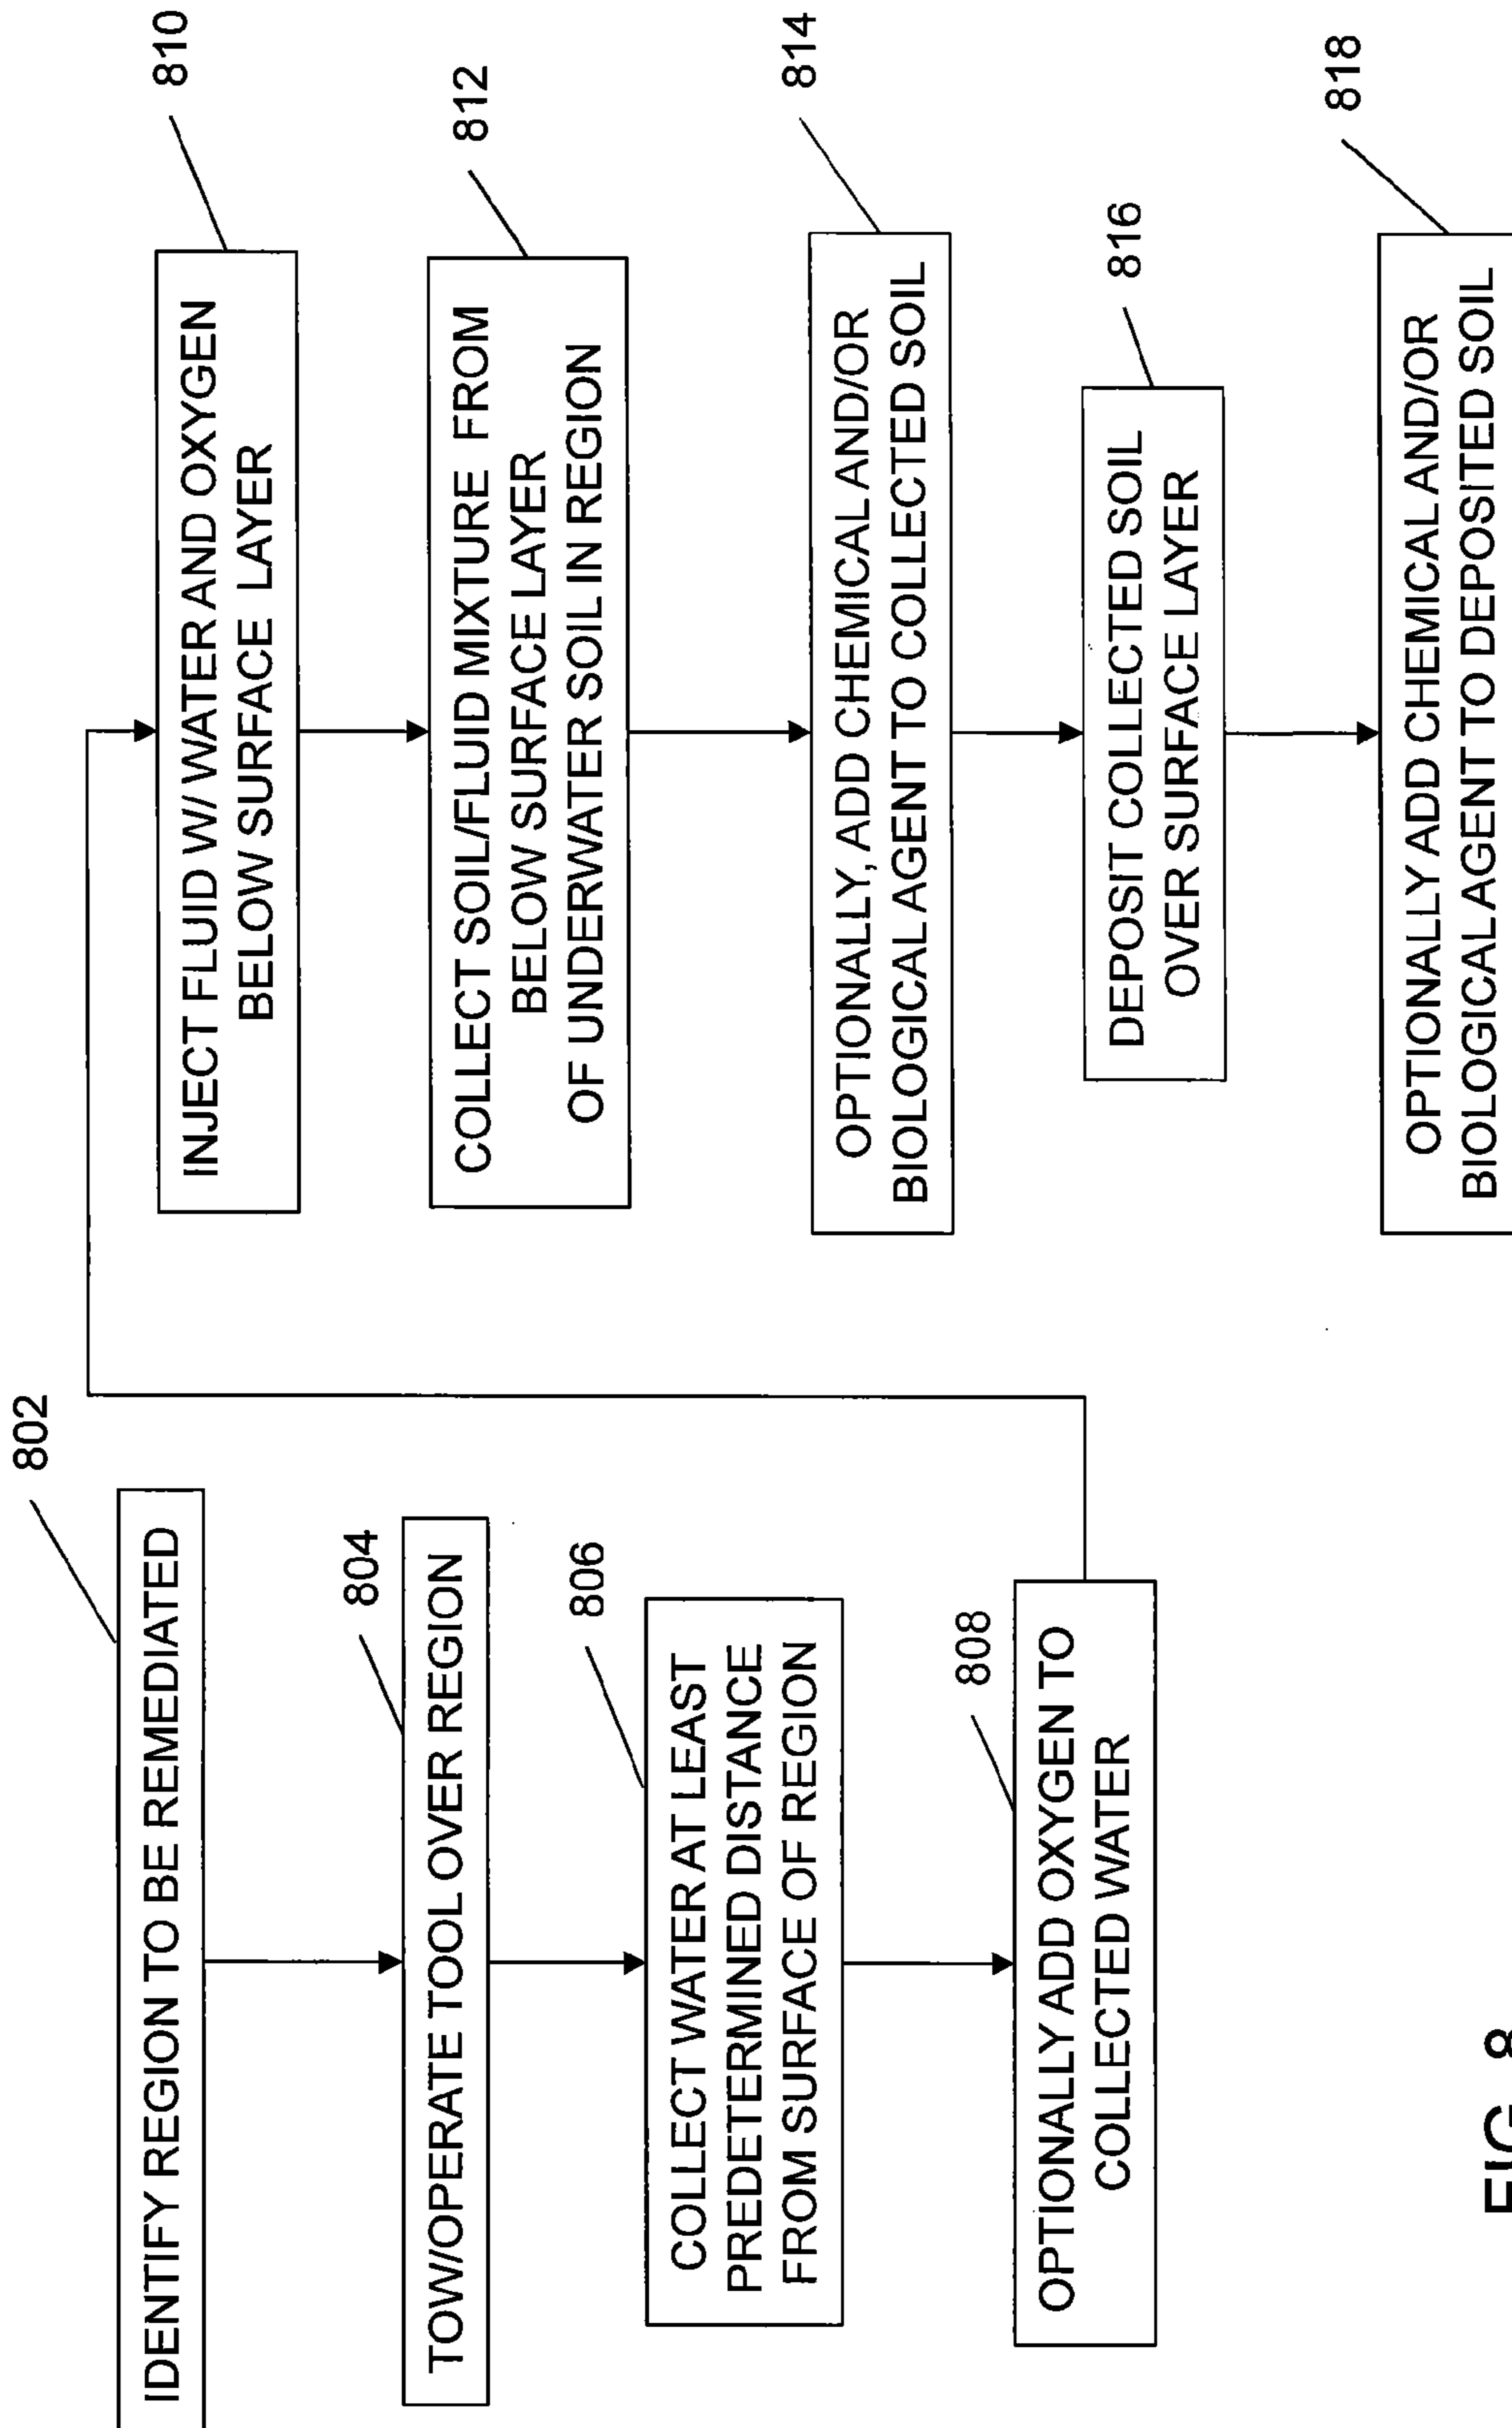 802
IDENTIFY REGION TO BE REMEDIATED
804
TOW/OPERATE TOOL OVER REGION
806
COLLECT WATER AT LEAST
PREDETERMINED DISTANCE
FROM SURFACE OF REGION
808
OPTIONALLY ADD OXYGEN TO
COLLECTED WATER
810
INJECT FLUID W/ WATER AND OXYGEN
BELOW SURFACE LAYER
812
COLLECT SOIL/FLUID MIXTURE FROM
BELOW SURFACE LAYER
OF UNDERWATER SOIL IN REGION
814
OPTIONALLY, ADD CHEMICAL AND/OR
BIOLOGICAL AGENT TO COLLECTED SOIL
816
DEPOSIT COLLECTED SOIL
OVER SURFACE LAYER
818
OPTIONALLY ADD CHEMICAL AND/OR
BIOLOGICAL AGENT TO DEPOSITED SOIL
FIG. 8